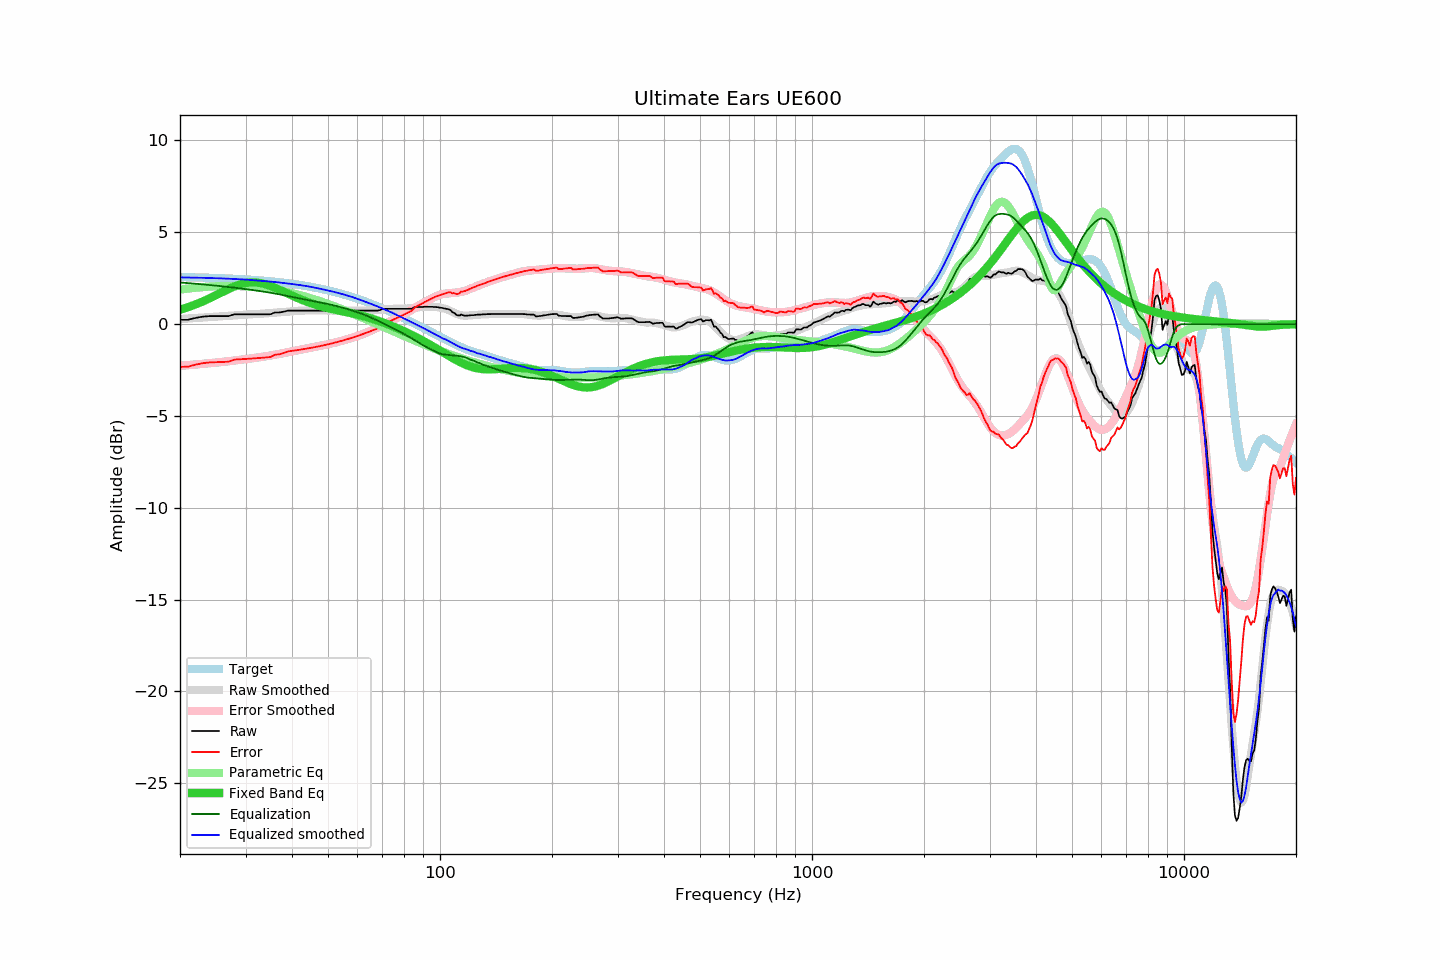 Ultimate Ears UE600
10
5
0
−5
−10
−15
−20
−25
Amplitude (dBr)
Target
Raw Smoothed
Error Smoothed
Raw
Error
Parametric Eq
Fixed Band Eq
Equalization
Equalized smoothed
100
1000
10000
Frequency (Hz)